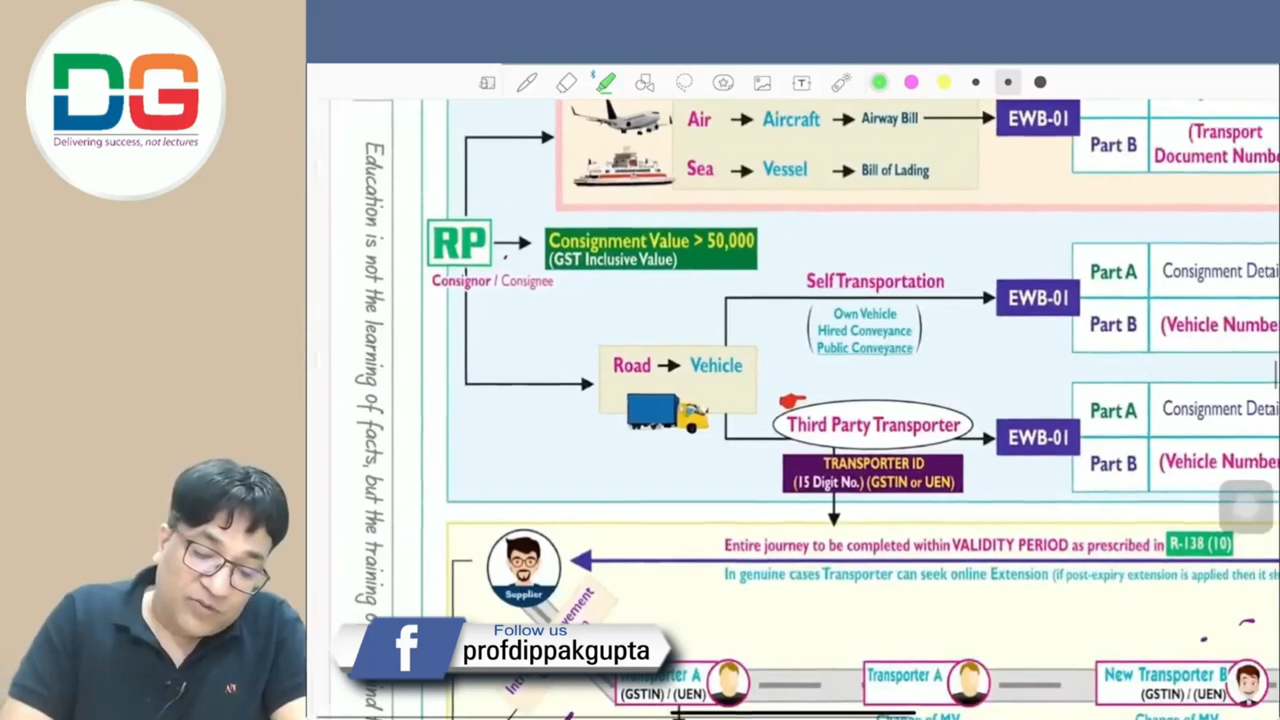 DG
Delivering success, not lectures
Education is not the learning of facts, but the training
Air
Aircraft
Airway Bill
EWB-01
Part B
(Transport
Document
Sea
Vessel
Bill of Lading
RP
Consignor / Consignee
Consignment Value > 50,000
(GST Inclusive Value)
Self Transportation
Own Vehicle
Hired Conveyance
Public Conveyance
EWB-01
Part A
Consignment
Part B
(Vehicle
Road
Vehicle
Third Party Transporter
TRANSPORTER ID
(15 Digit No.) (GSTIN or UEN)
EWB-01
Part A
Consignment
Part B
(Vehicle
Entire journey to be completed within VALIDITY PERIOD as prescribed in R-138 (10)
In genuine cases Transporter can seek online Extension (if post-expiry extension is applied then it
Supplier
f
Follow us
profdippakgupta
Transporter A
(GSTIN) / (UEN)
Transporter A
New Transporter B
(GSTIN) / (UEN)